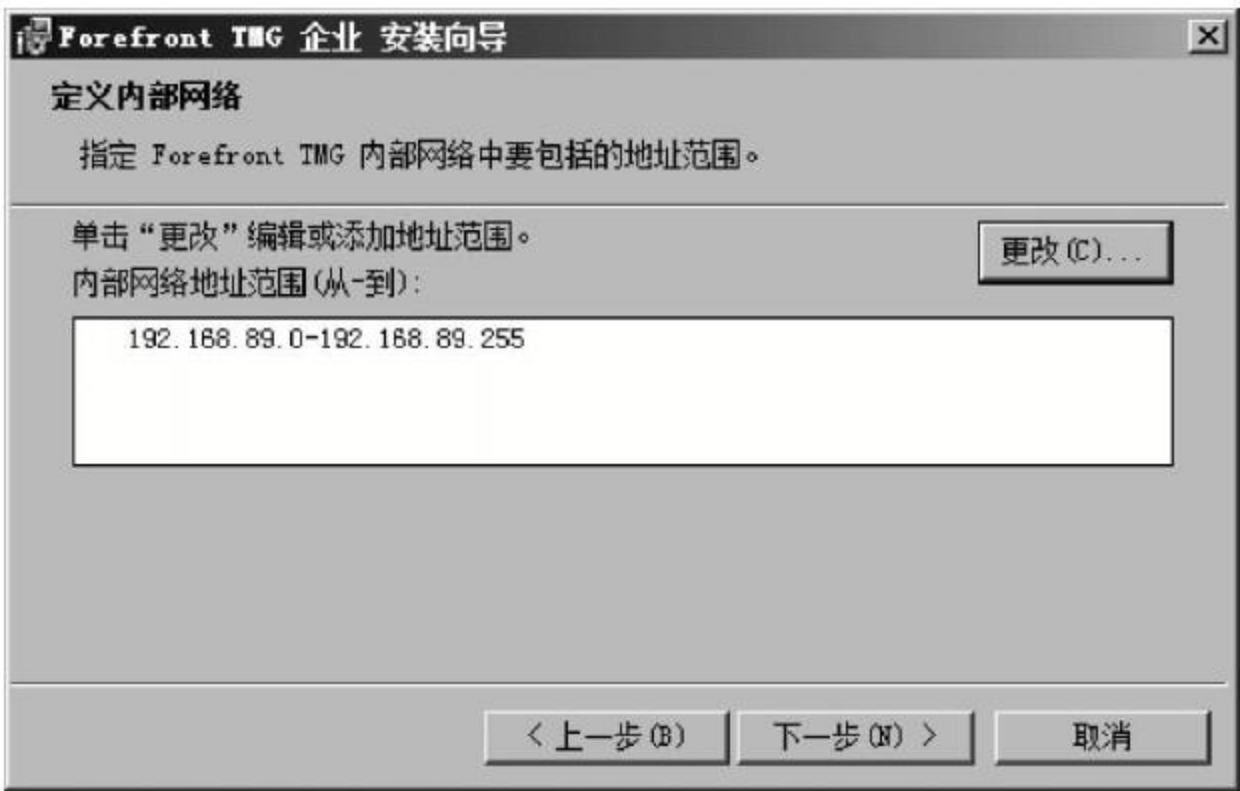 Forefront TMG 企业 安装向导
定义内部网络
指定 Forefront TMG 内部网络中要包括的地址范围。
单击“更改”编辑或添加地址范围。
更改(C)...
内部网络地址范围(从-到):
192.168.89.0-192.168.89.255
< 上一步(B)
下一步(N) >
取消